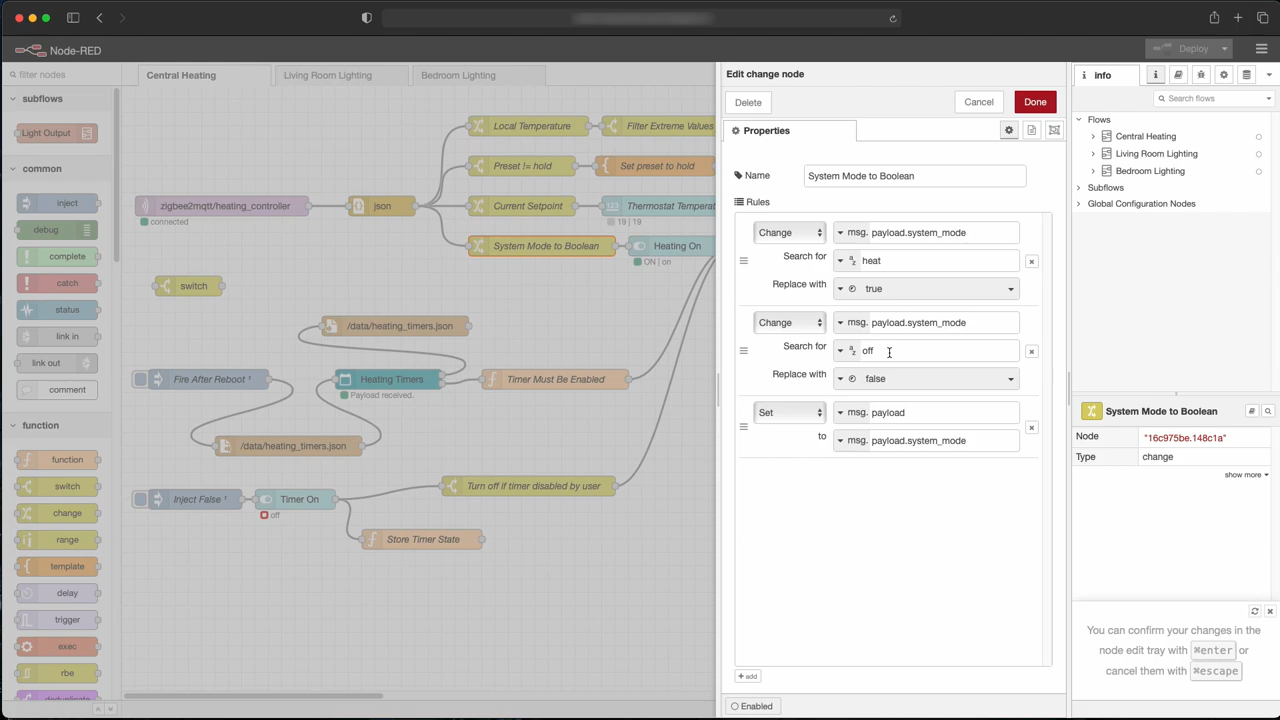 Node-RED
Deploy
filter nodes
Central Heating
Living Room Lighting
Bedroom Lighting
subflows
Light Output
common
inject
debug
complete
catch
status
link in
link out
comment
function
function
switch
change
range
template
delay
trigger
exec
rbe
deduplicate
Local Temperature
Filter Extreme Values
Preset != hold
Set preset to hold
zigbee2mqtt/heating_controller
connected
json
Current Setpoint
Thermostat Temperat
19 | 19
System Mode to Boolean
Heating On
ON | on
switch
/data/heating_timers.json
Fire After Reboot ¹
Heating Timers
Payload received.
Timer Must Be Enabled
/data/heating_timers.json
Inject False ¹
Timer On
off
Turn off if timer disabled by user
Store Timer State
Edit change node
Delete
Cancel
Done
Properties
Name
System Mode to Boolean
Rules
Change
msg. payload.system_mode
Search for
heat
Replace with
true
Change
msg. payload.system_mode
Search for
off
Replace with
false
Set
msg. payload
to
msg. payload.system_mode
+ add
Enabled
info
Search flows
Flows
Central Heating
Living Room Lighting
Bedroom Lighting
Subflows
Global Configuration Nodes
System Mode to Boolean
Node
"16c975be.148c1a"
Type
change
show more
You can confirm your changes in the
node edit tray with ⌘enter or
cancel them with ⌘escape